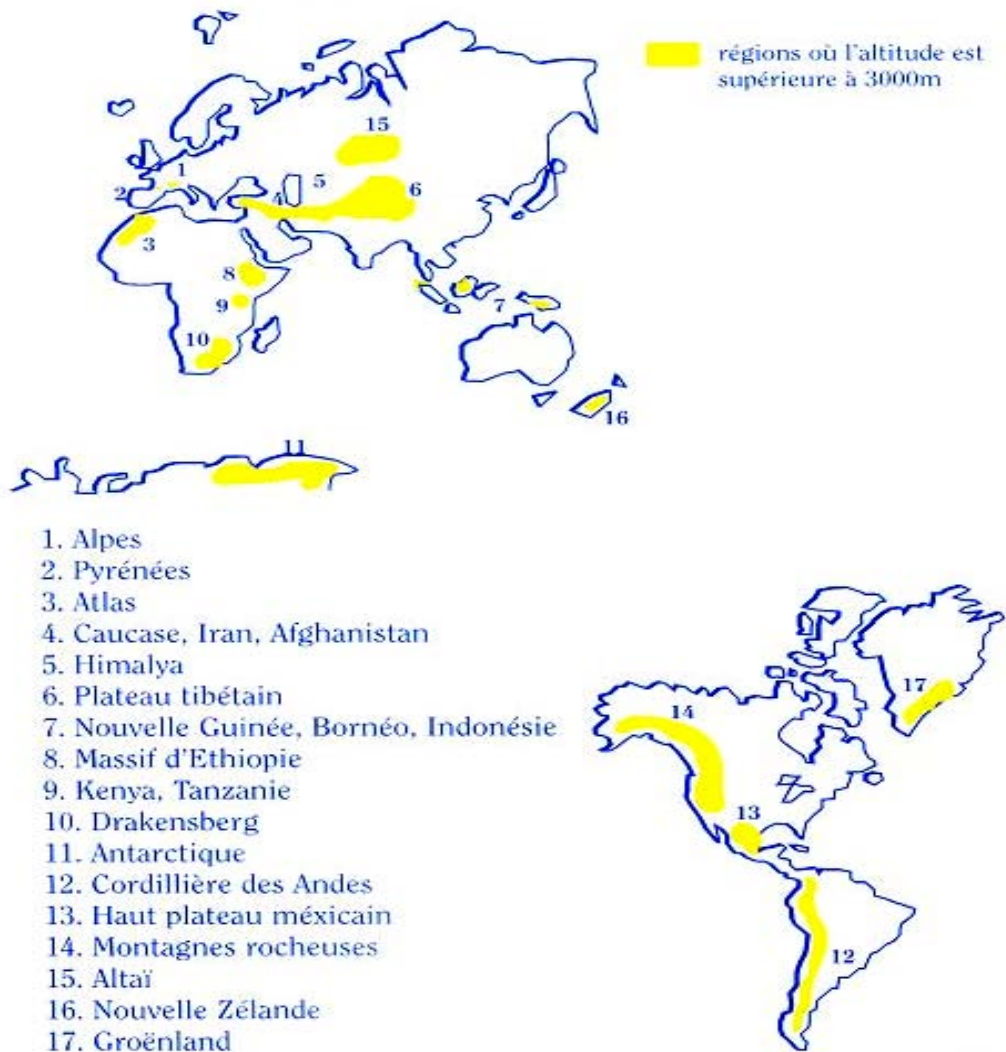 régions où l'altitude est
supérieure à 3000m
15
1
5
6
2
4
3
8
9
7
10
16
11
1. Alpes
2. Pyrénées
3. Atlas
4. Caucase, Iran, Afghanistan
5. Himalya
6. Plateau tibétain
7. Nouvelle Guinée, Bornéo, Indonésie
8. Massif d'Ethiopie
9. Kenya, Tanzanie
10. Drakensberg
11. Antarctique
12. Cordillière des Andes
13. Haut plateau méxicain
14. Montagnes rocheuses
15. Altaï
16. Nouvelle Zélande
17. Groënland
17
14
13
12